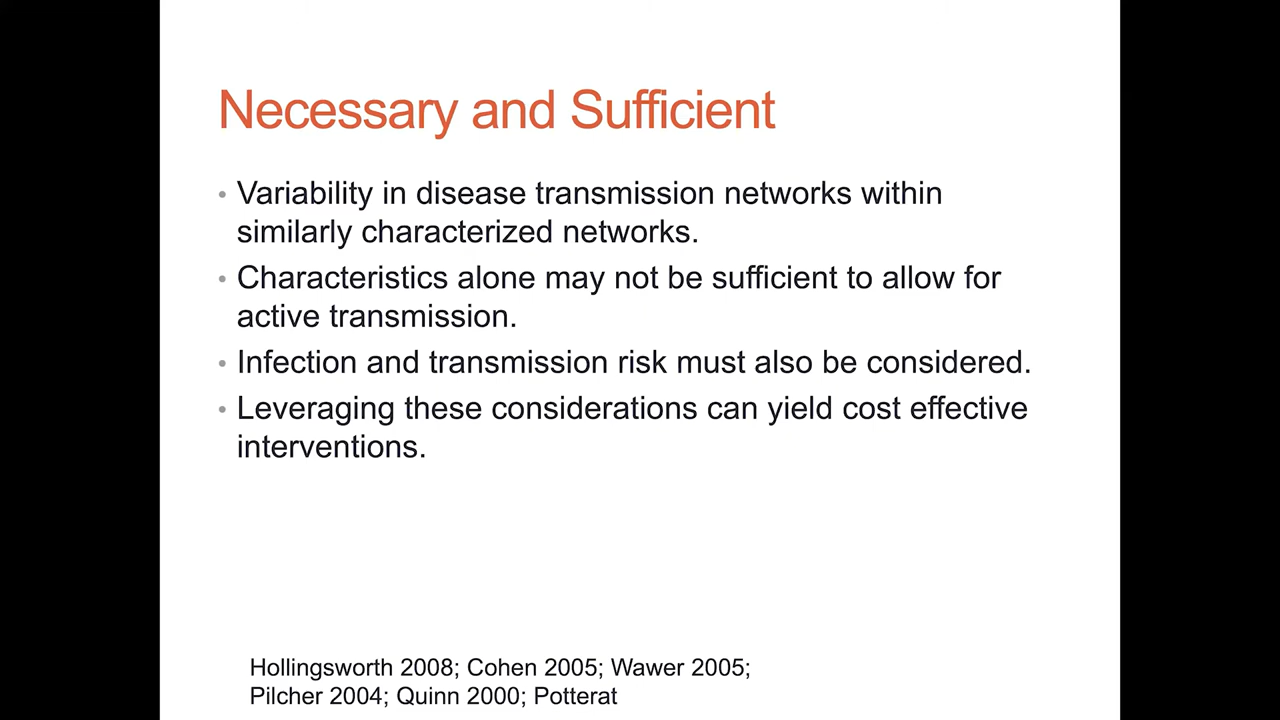 Necessary and Sufficient
• Variability in disease transmission networks within
similarly characterized networks.
• Characteristics alone may not be sufficient to allow for
active transmission.
• Infection and transmission risk must also be considered.
• Leveraging these considerations can yield cost effective
interventions.
Hollingsworth 2008; Cohen 2005; Wawer 2005;
Pilcher 2004; Quinn 2000; Potterat